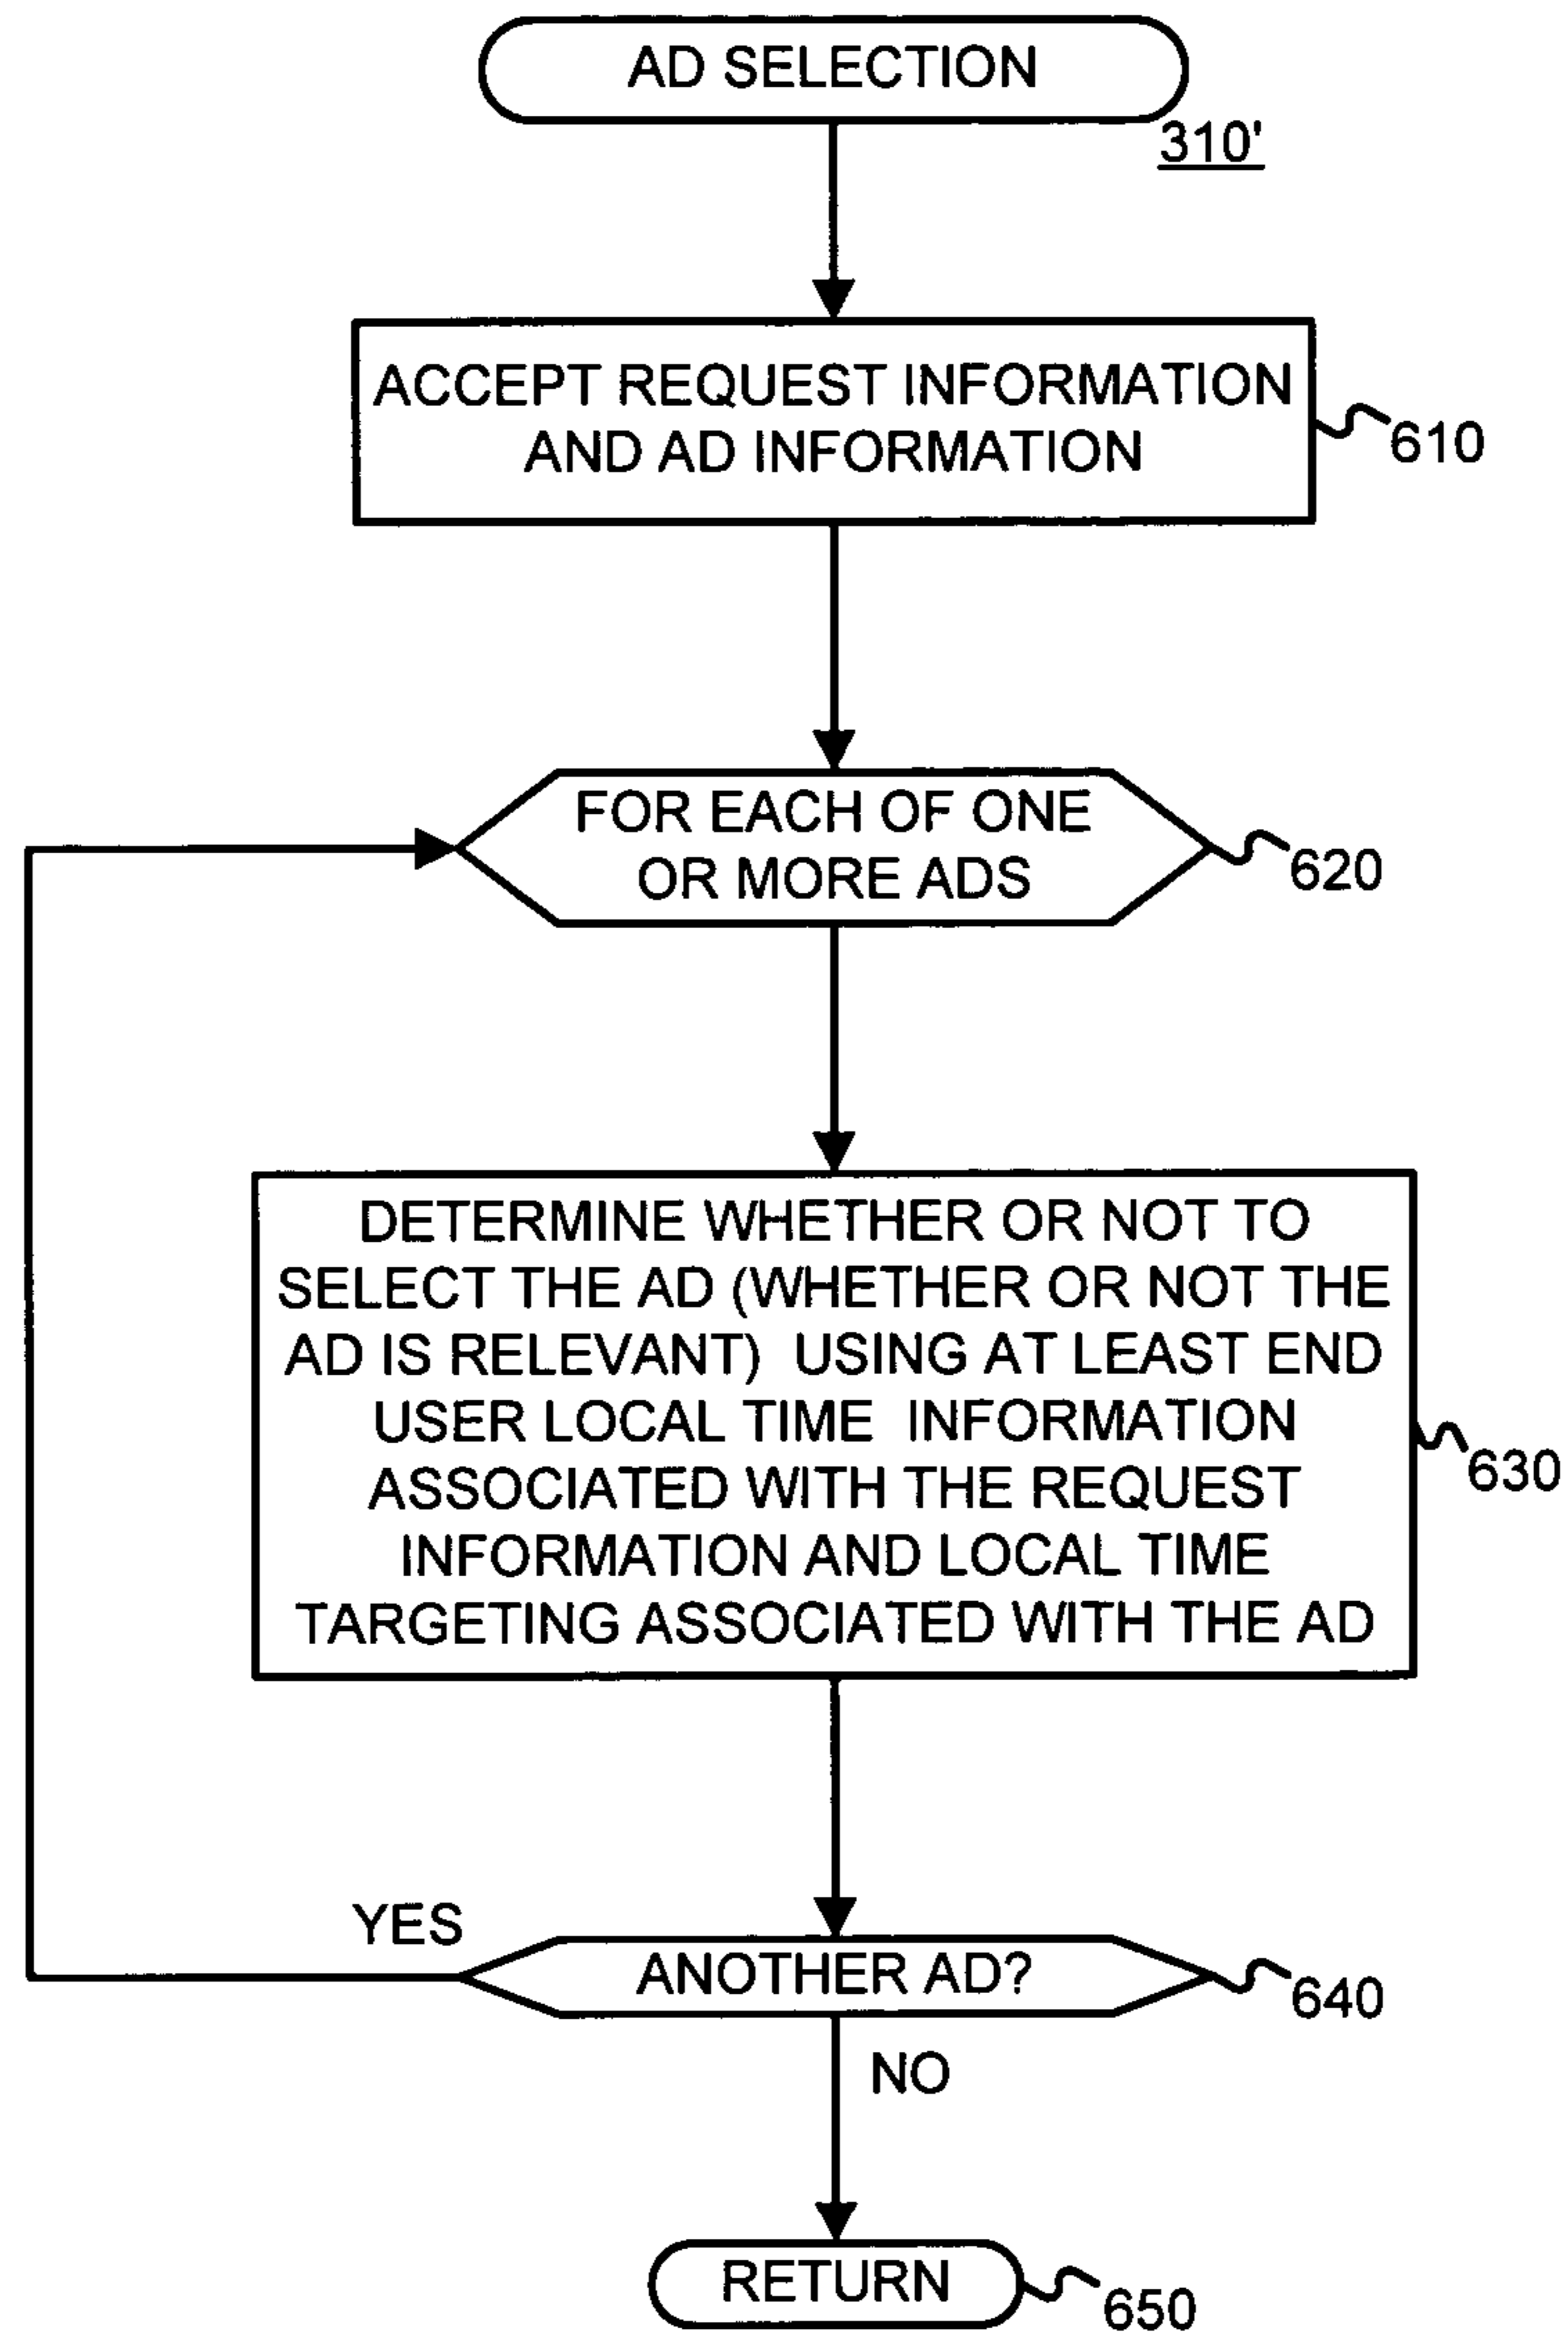 AD SELECTION
310'
ACCEPT REQUEST INFORMATION
AND AD INFORMATION
610
FOR EACH OF ONE
OR MORE ADS
620
DETERMINE WHETHER OR NOT TO
SELECT THE AD (WHETHER OR NOT THE
AD IS RELEVANT) USING AT LEAST END
USER LOCAL TIME INFORMATION
ASSOCIATED WITH THE REQUEST
INFORMATION AND LOCAL TIME
TARGETING ASSOCIATED WITH THE AD
630
YES
ANOTHER AD?
640
NO
RETURN
650